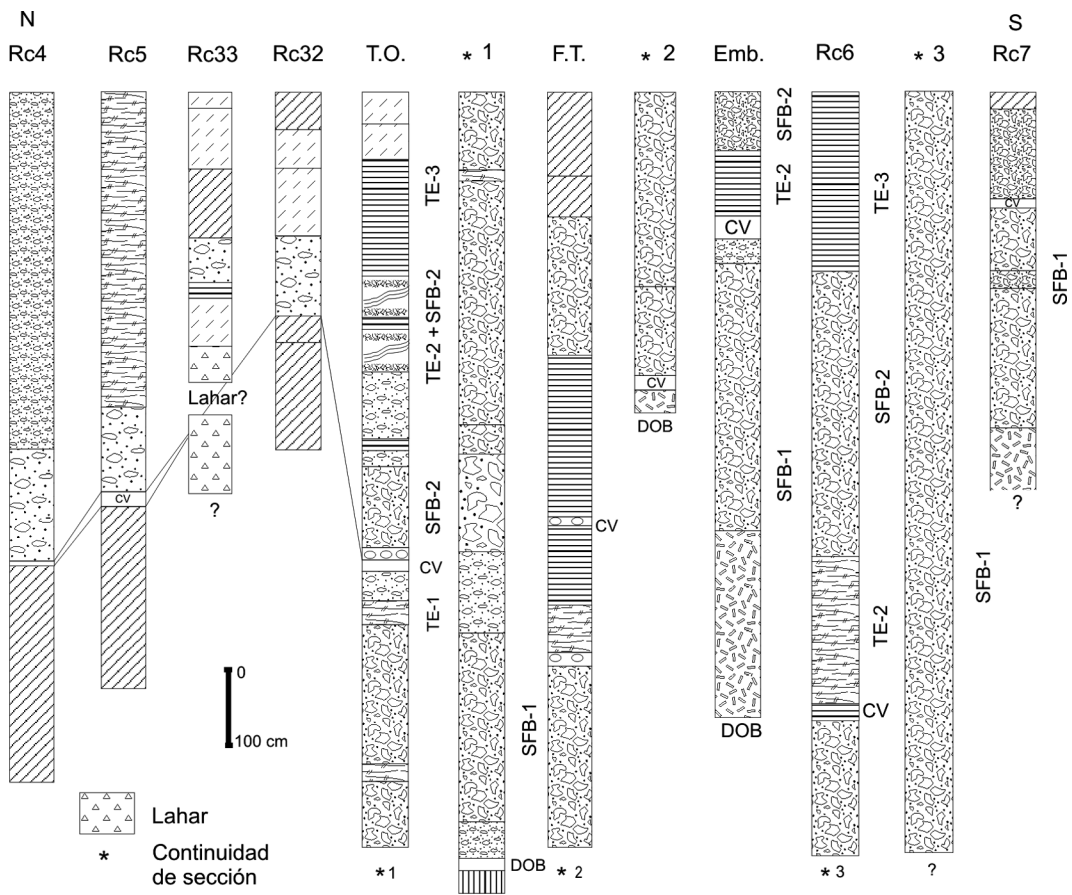 N
S
Rc4
Rc5
Rc33
Rc32
T.O.
* 1
F.T.
* 2
Emb.
Rc6
* 3
Rc7
SFB-2
TE-2
CV
SFB-1
DOB
TE-3
TE-2 + SFB-2
SFB-2
CV
TE-1
*1
SFB-1
DOB
CV
*2
CV
DOB
TE-3
SFB-2
TE-2
CV
*3
SFB-1
?
CV
SFB-1
?
Lahar?
?
CV
0
100 cm
Lahar
* Continuidad
de sección